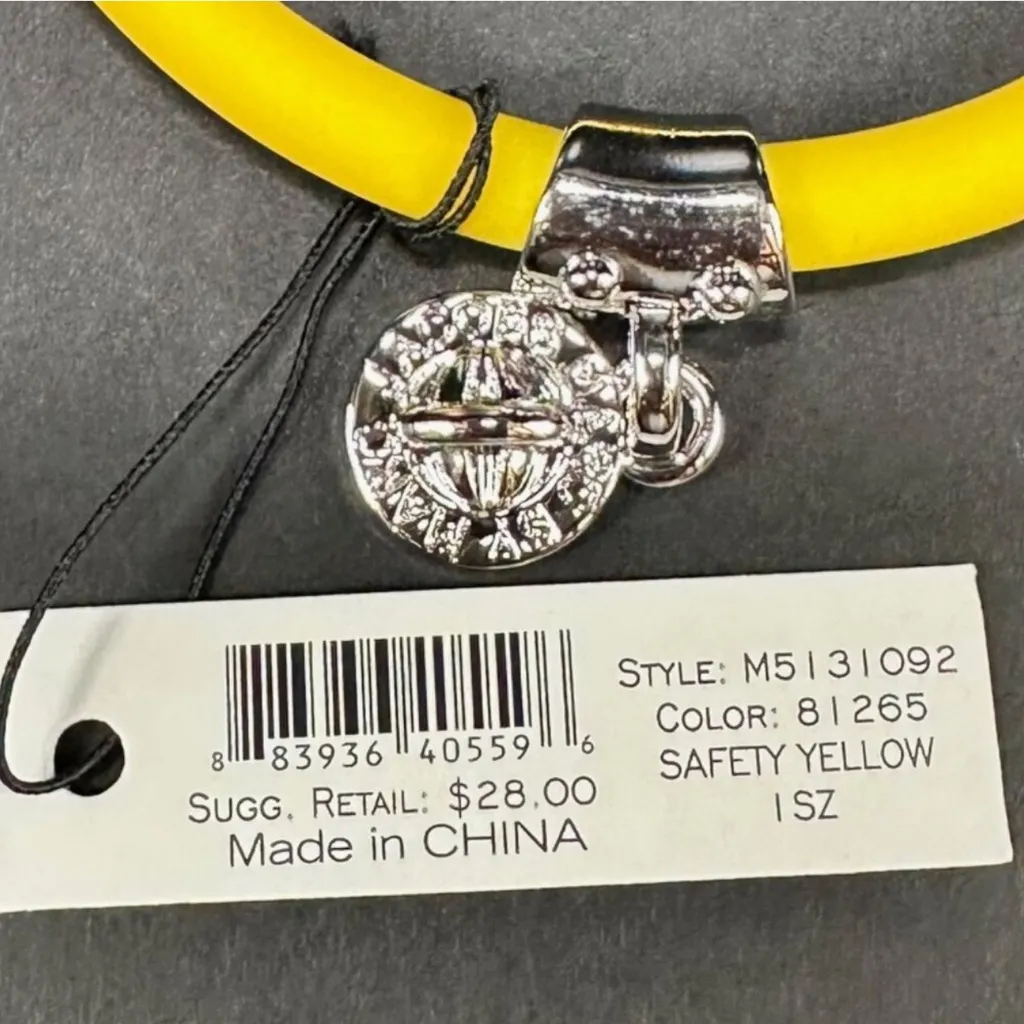 8 83936 40559 6
SUGG. RETAIL: $28.00
Made in CHINA
STYLE: M5131092
COLOR: 81265
SAFETY YELLOW
1SZ